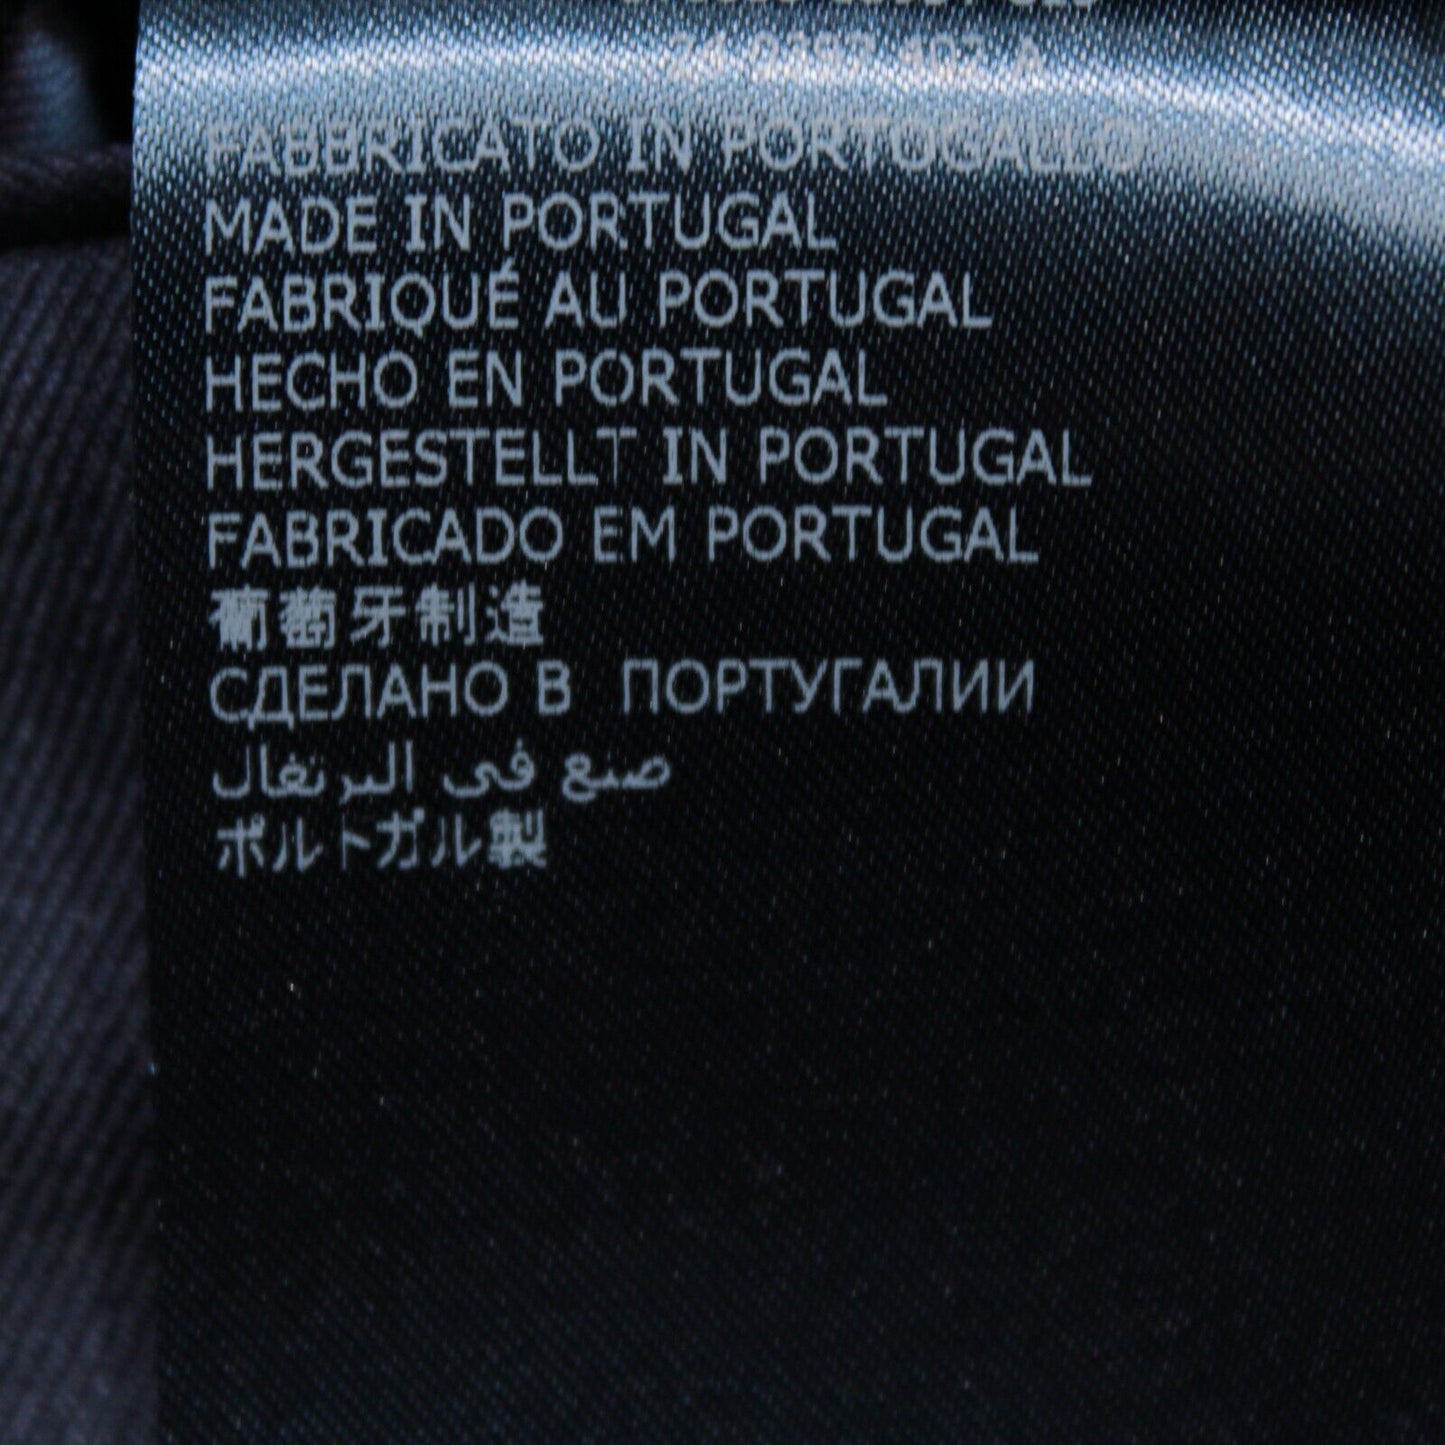 FABBRICATO IN PORTOGALLO
MADE IN PORTUGAL
FABRIQUÉ AU PORTUGAL
HECHO EN PORTUGAL
HERGESTELLT IN PORTUGAL
FABRICADO EM PORTUGAL
葡萄牙制造
СДЕЛАНО В ПОРТУГАЛИИ
صنع فى البرتغال
ポルトガル製